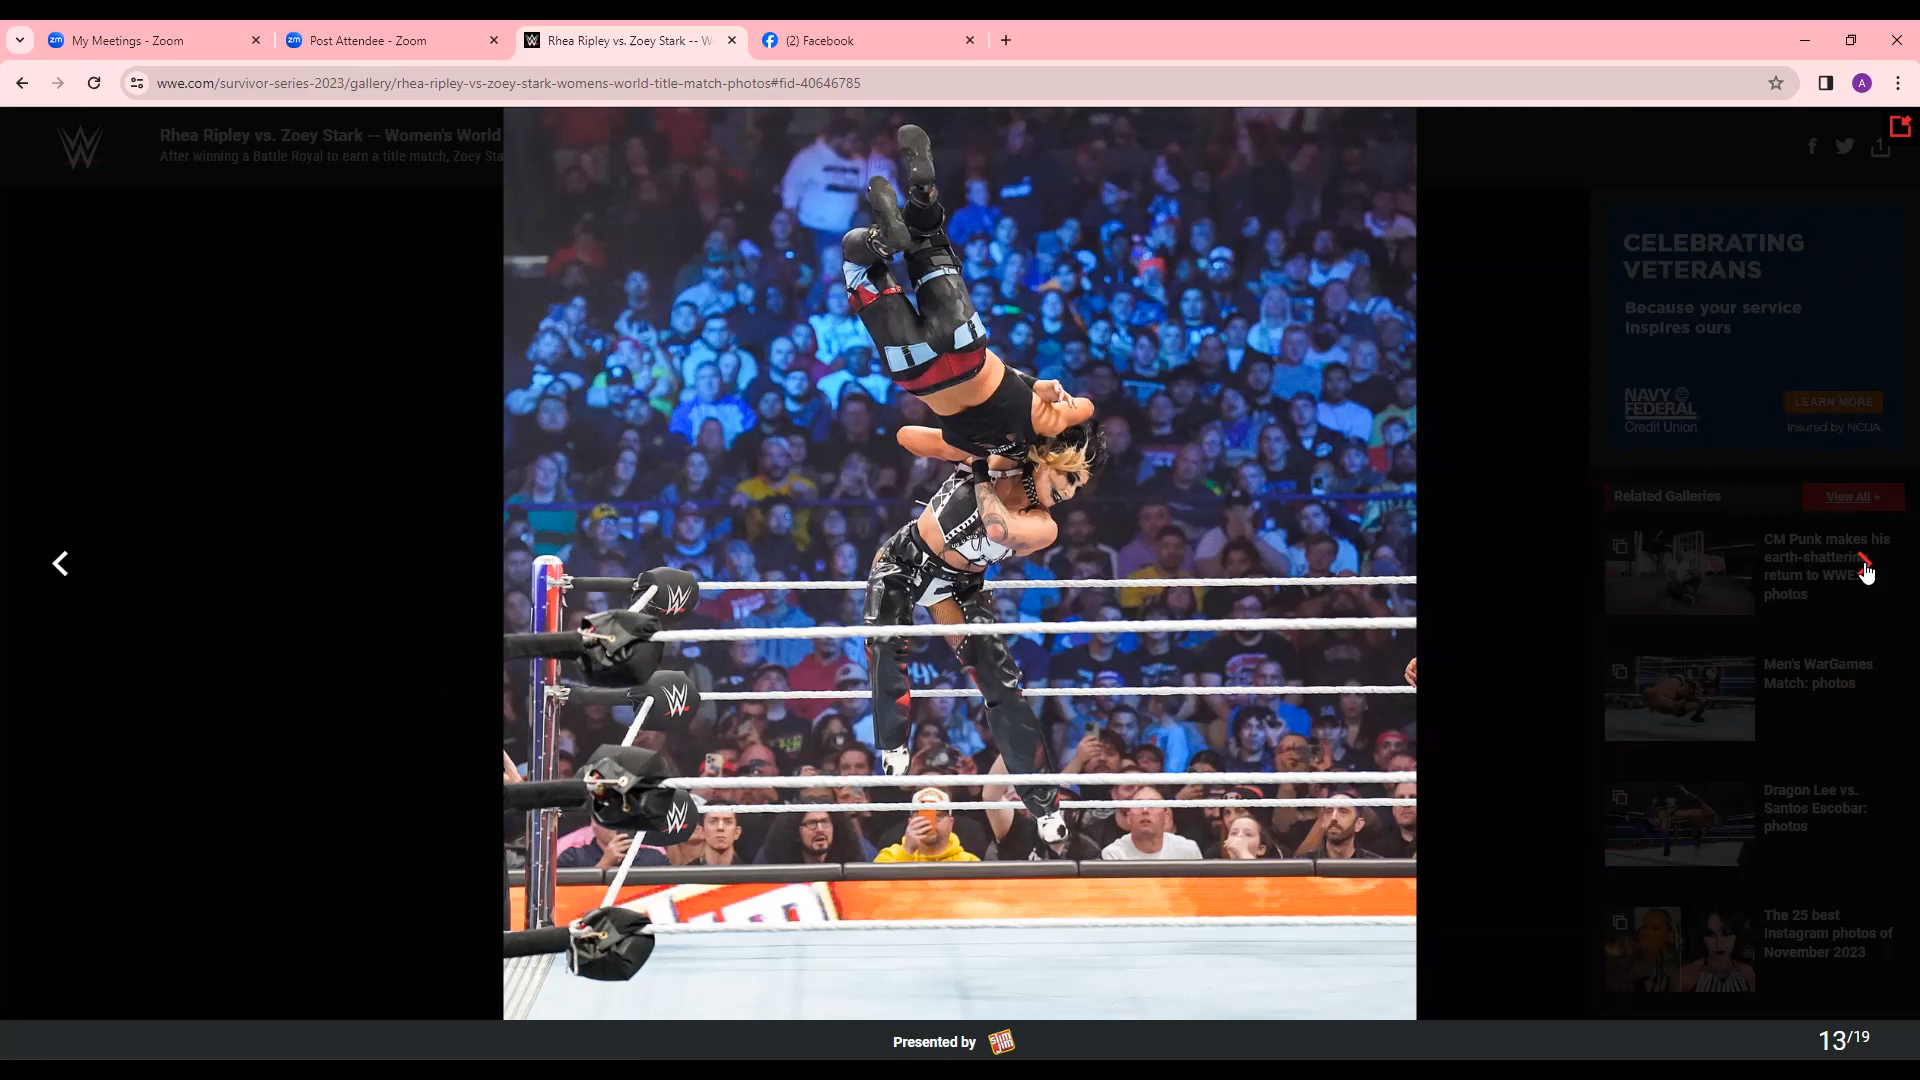 My Meetings - Zoom
Post Attendee - Zoom
Rhea Ripley vs. Zoey Stark -- W
(2) Facebook
wwe.com/survivor-series-2023/gallery/rhea-ripley-vs-zoey-stark-womens-world-title-match-photos#fid-40646785
A
Rhea Ripley vs. Zoey Stark -- Women's World
After winning a Battle Royal to earn a title match, Zoey Sta
CELEBRATING
VETERANS
Because your service
inspires ours
NAVY
FEDERAL
Credit Union
LEARN MORE
Insured by NCUA.
Related Galleries
View All +
CM Punk makes his
earth-shattering
return to WWE:
photos
Men's WarGames
Match: photos
Dragon Lee vs.
Santos Escobar:
photos
The 25 best
Instagram photos of
November 2023
Presented by
Slim Jim
13/19